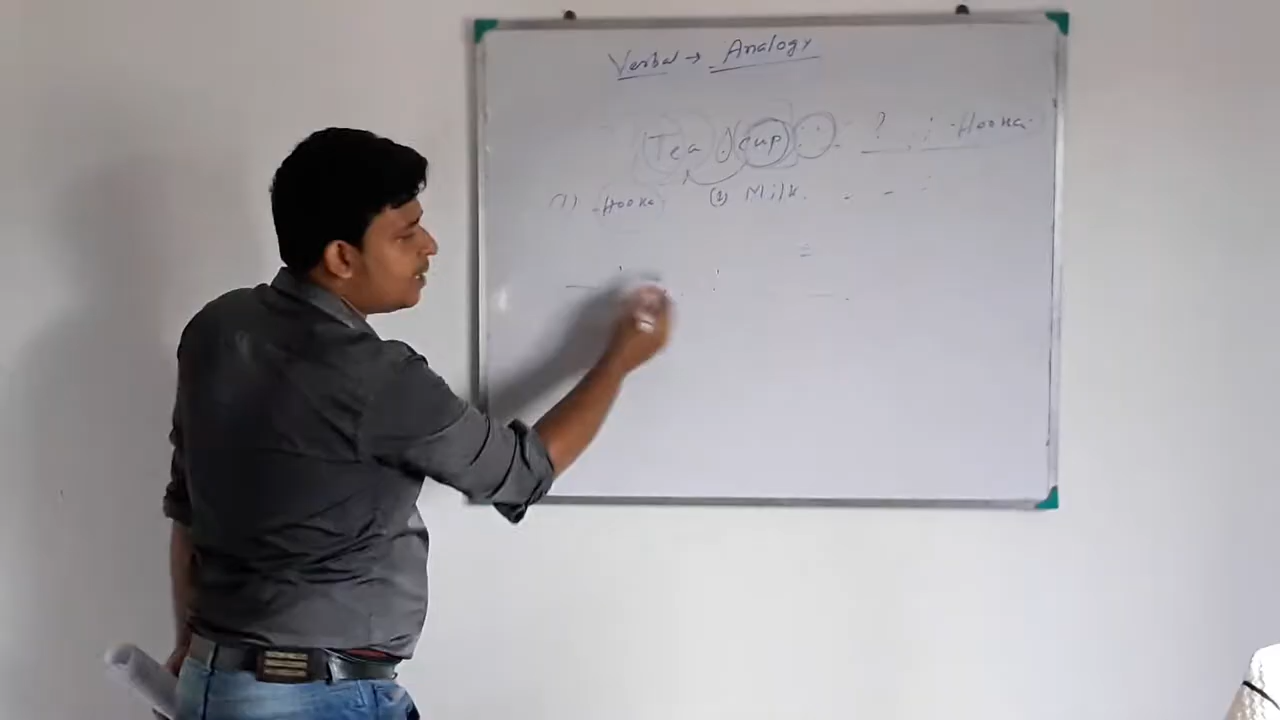 Verbal → Analogy
Tea : cup :: ? : Hooka
(1) Hooka (2) Milk